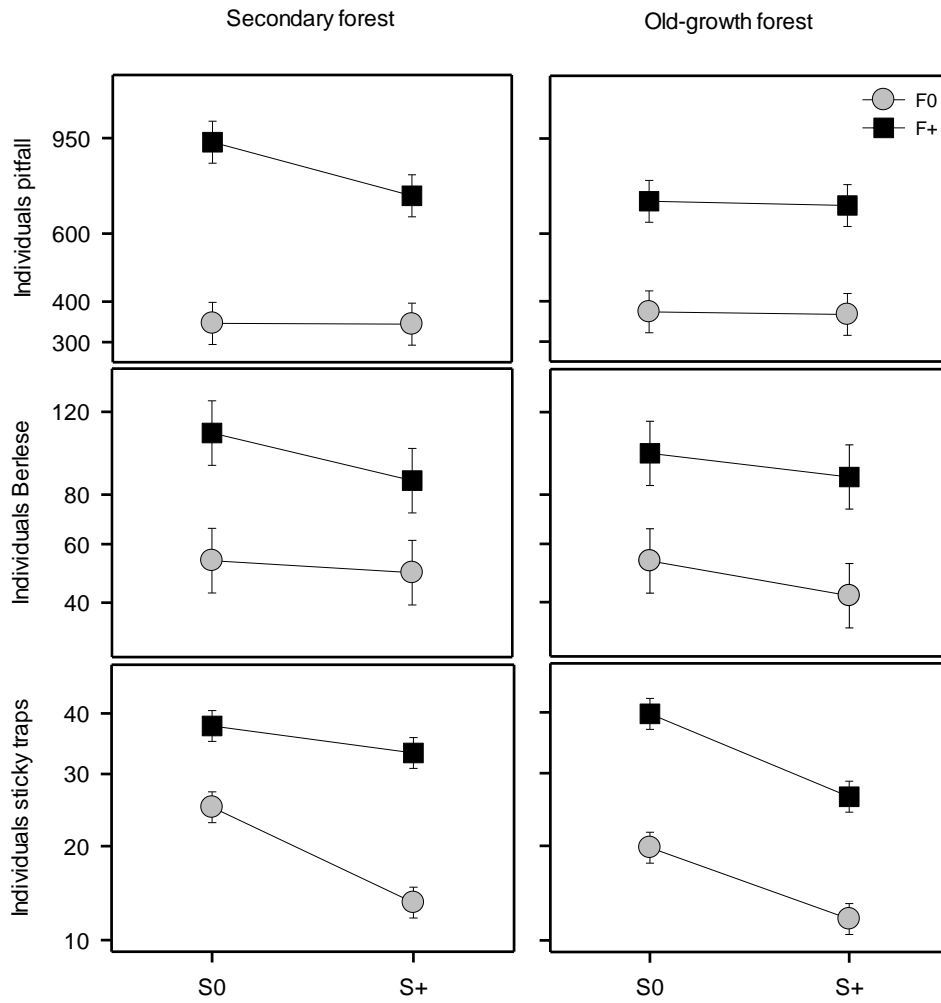 Secondary forest
Old-growth forest
Individuals pitfall
950
600
400
300
F0
F+
Individuals Berlese
120
80
60
40
Individuals sticky traps
40
30
20
10
S0
S+
S0
S+